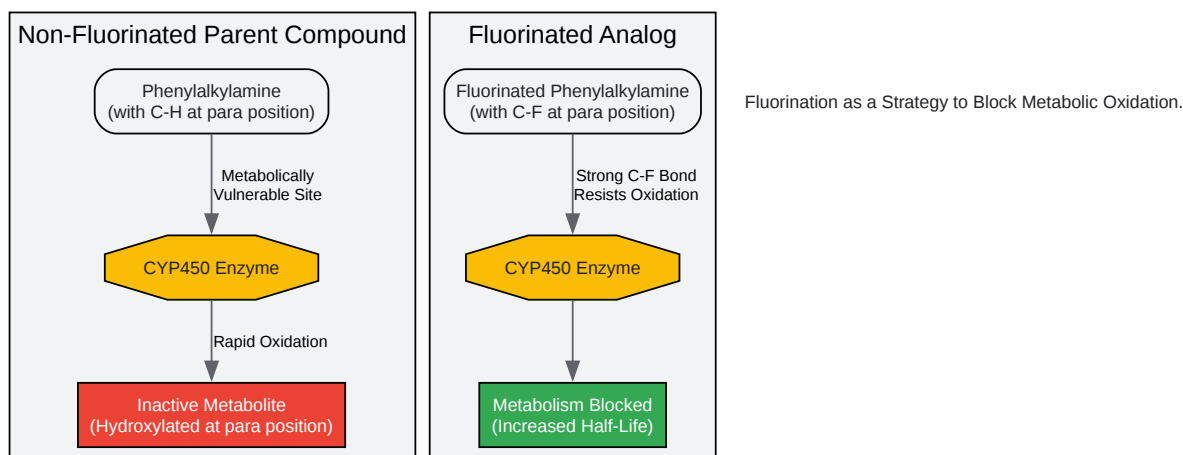 Non-Fluorinated Parent Compound
Phenylalkylamine
(with C-H at para position)
Metabolically
Vulnerable Site
CYP450 Enzyme
Rapid Oxidation
Inactive Metabolite
(Hydroxylated at para position)
Fluorinated Analog
Fluorinated Phenylalkylamine
(with C-F at para position)
Strong C-F Bond
Resists Oxidation
CYP450 Enzyme
Metabolism Blocked
(Increased Half-Life)
Fluorination as a Strategy to Block Metabolic Oxidation.